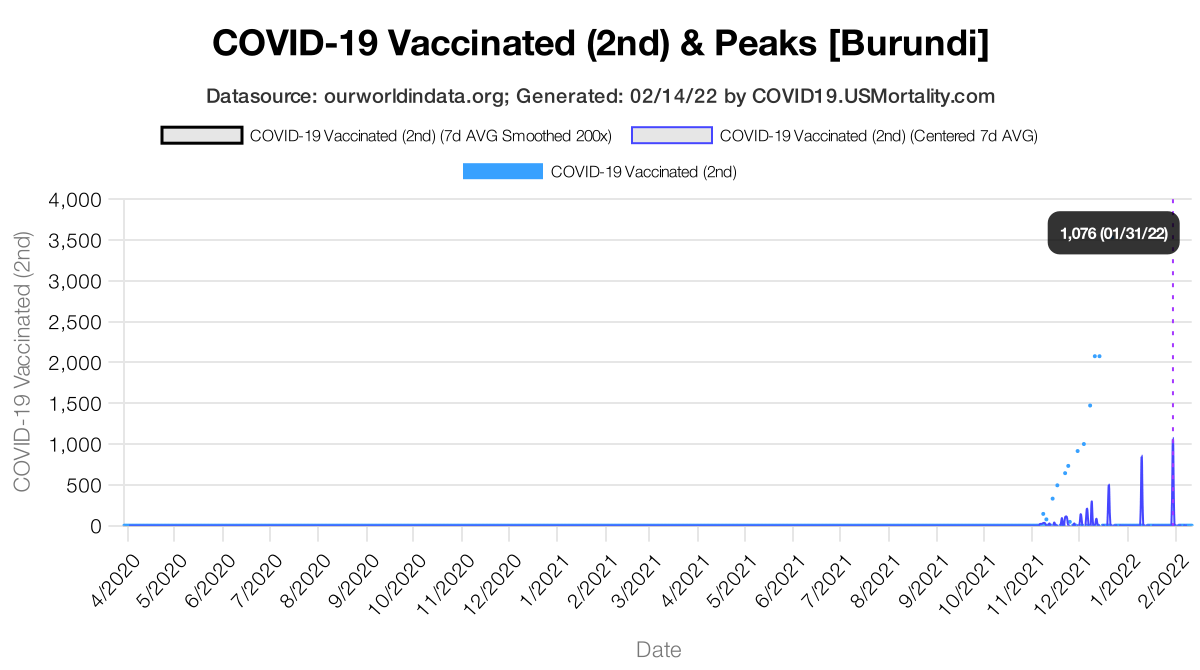 COVID-19 Vaccinated (2nd) & Peaks [Burundi]
Datasource: ourworldindata.org; Generated: 02/14/22 by COVID19.USMortality.com
COVID-19 Vaccinated (2nd) (7d AVG Smoothed 200x) COVID-19 Vaccinated (2nd) (Centered 7d AVG)
COVID-19 Vaccinated (2nd)
COVID-19 Vaccinated (2nd)
4,000
3,500
3,000
2,500
2,000
1,500
1,000
500
0
1,076 (01/31/22)
4/2020 5/2020 6/2020 7/2020 8/2020 9/2020 10/2020 11/2020 12/2020 1/2021 2/2021 3/2021 4/2021 5/2021 6/2021 7/2021 8/2021 9/2021 10/2021 11/2021 12/2021 1/2022 2/2022
Date